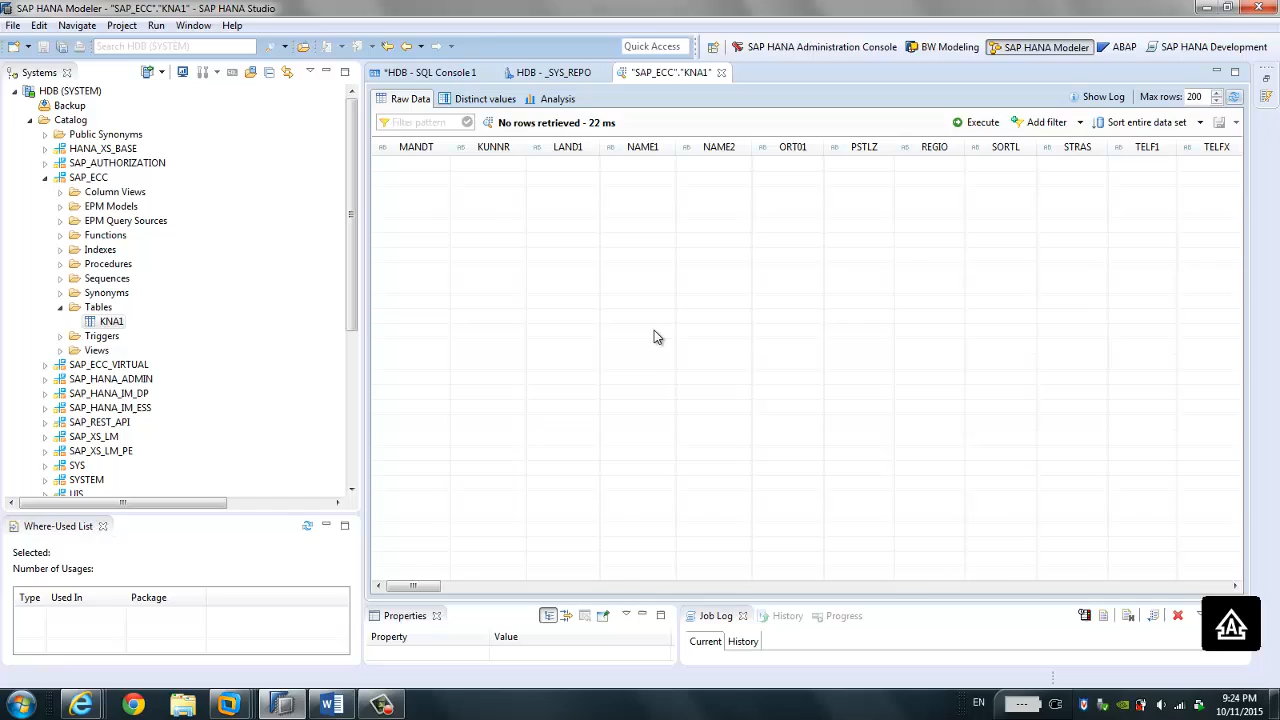 SAP HANA Modeler - "SAP_ECC"."KNA1" - SAP HANA Studio
File Edit Navigate Project Run Window Help
Search HDB (SYSTEM)
Quick Access
SAP HANA Administration Console
BW Modeling
SAP HANA Modeler
ABAP
SAP HANA Development
Systems
HDB (SYSTEM)
Backup
Catalog
Public Synonyms
HANA_XS_BASE
SAP_AUTHORIZATION
SAP_ECC
Column Views
EPM Models
EPM Query Sources
Functions
Indexes
Procedures
Sequences
Synonyms
Tables
KNA1
Triggers
Views
SAP_ECC_VIRTUAL
SAP_HANA_ADMIN
SAP_HANA_IM_DP
SAP_HANA_IM_ESS
SAP_REST_API
SAP_XS_LM
SAP_XS_LM_PE
SYS
SYSTEM
UIS
Where-Used List
Selected:
Number of Usages:
Type Used In Package
*HDB - SQL Console 1
HDB - _SYS_REPO
"SAP_ECC"."KNA1"
Raw Data Distinct values Analysis
Show Log Max rows: 200
Filter pattern
No rows retrieved - 22 ms
Execute Add filter Sort entire data set
MANDT KUNNR LAND1 NAME1 NAME2 ORT01 PSTLZ REGIO SORTL STRAS TELF1 TELFX
Properties
Property Value
Job Log History Progress
Current History
EN
9:24 PM
10/11/2015